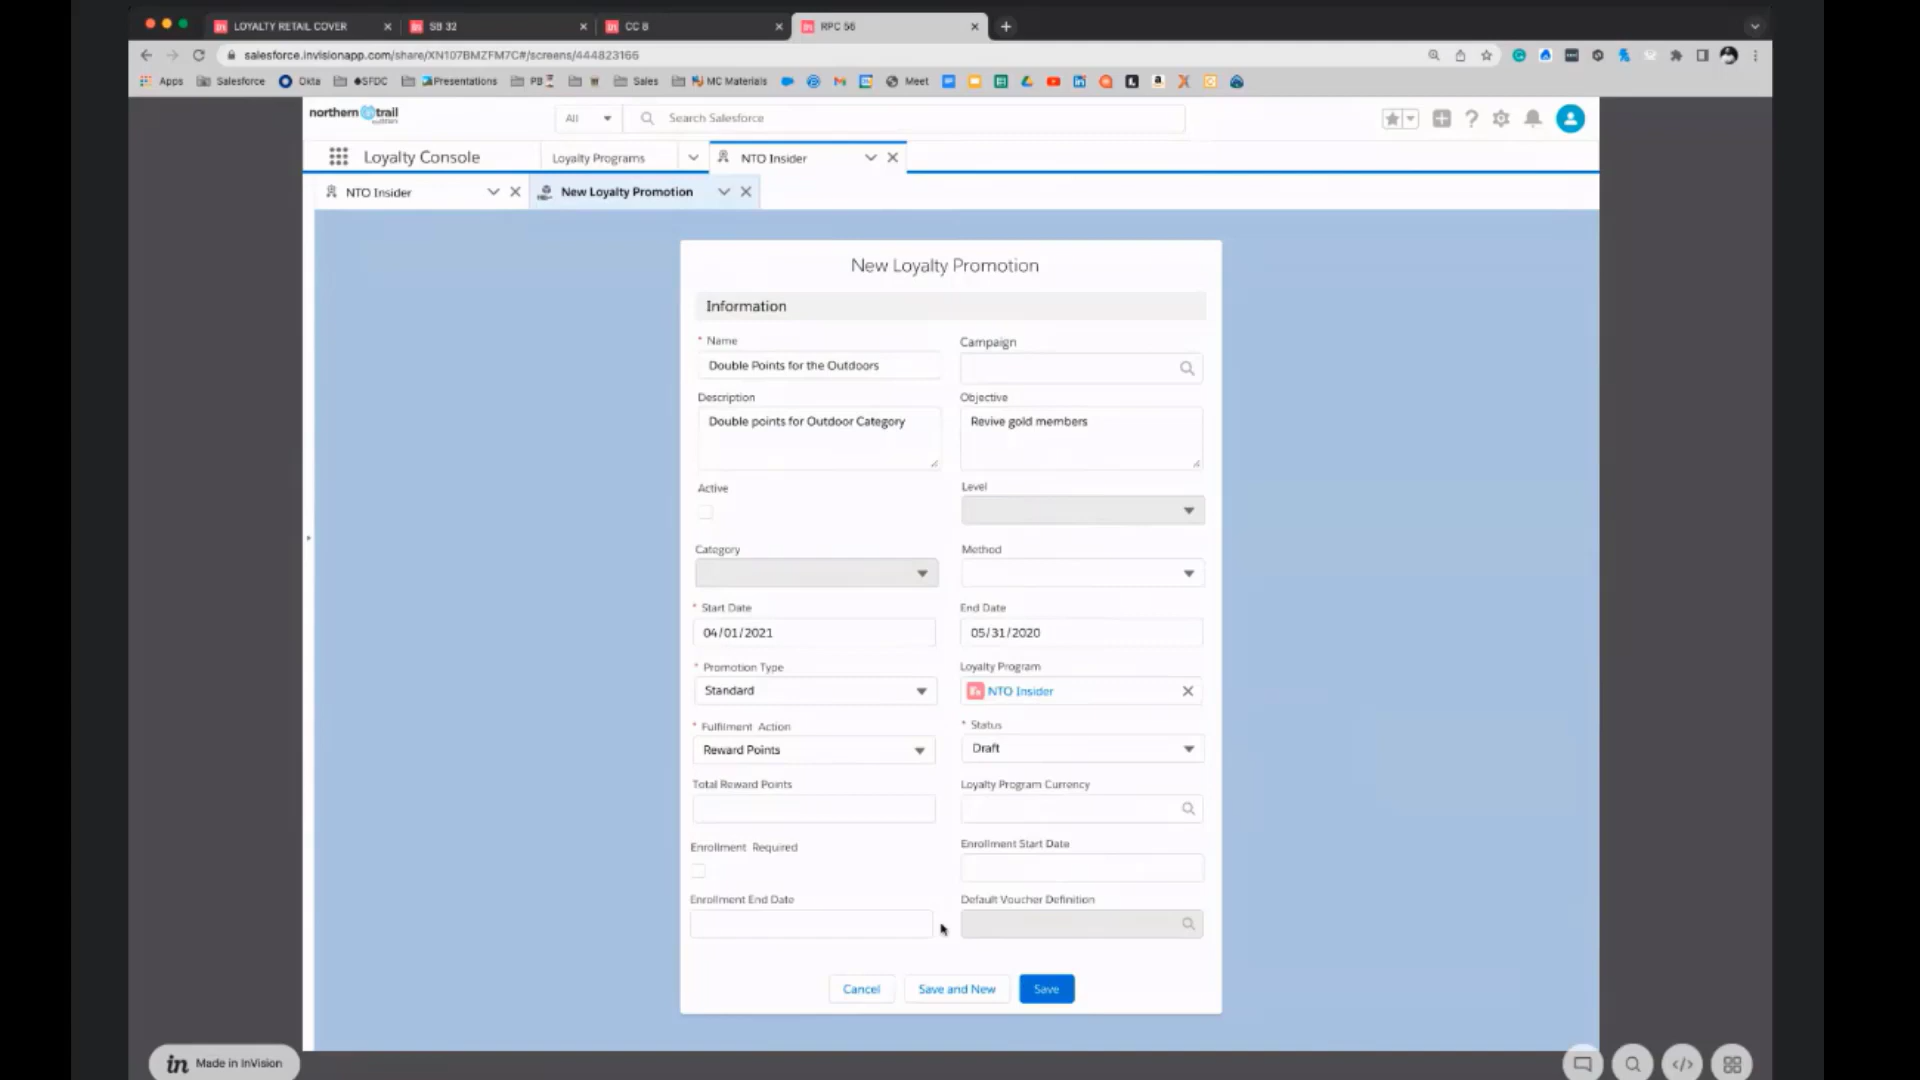 LOYALTY RETAIL COVER
SB 32
CC 8
RPC 56
salesforce.invisionapp.com/share/XN107BMZFM7C#/screens/444823166
Apps Salesforce Okta SFDC Presentations PB Sales MC Materials Meet
northern trail
All Search Salesforce
Loyalty Console Loyalty Programs NTO Insider
NTO Insider New Loyalty Promotion
New Loyalty Promotion
Information
* Name Campaign
Double Points for the Outdoors
Description Objective
Double points for Outdoor Category Revive gold members
Active Level
Category Method
* Start Date End Date
04/01/2021 05/31/2020
* Promotion Type Loyalty Program
Standard NTO Insider
* Fulfilment Action * Status
Reward Points Draft
Total Reward Points Loyalty Program Currency
Enrollment Required Enrollment Start Date
Enrollment End Date Default Voucher Definition
Cancel Save and New Save
in Made in InVision